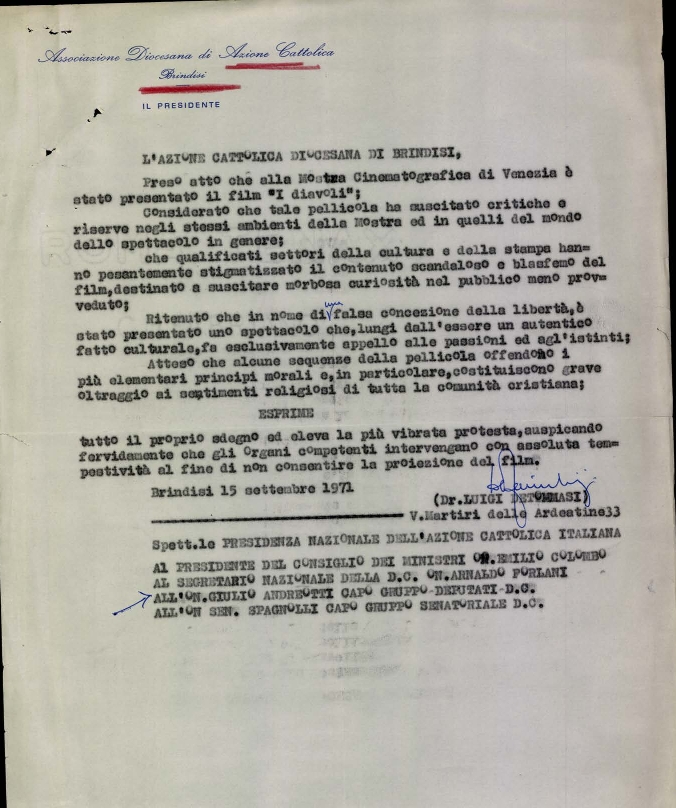 Associazione Diocesana di Azione Cattolica
Brindisi
IL PRESIDENTE
L'AZIONE CATTOLICA DIOCESANA DI BRINDISI,
Preso atto che alla Mostra Cinematografica di Venezia è
stato presentato il film "I diavoli";
Considerato che tale pellicola ha suscitato critiche e
riserve negli stessi ambienti della Mostra ed in quelli del mondo
dello spettacolo in genere;
che qualificati settori della cultura e della stampa han=
no pesantemente stigmatizzato il contenuto scandaloso e blasfemo del
film,destinato a suscitare morbosa curiosità nel pubblico meno prov=
veduto;
Ritenuto che in nome di una falsa concezione della libertà,è
stato presentato uno spettacolo che,lungi dall'essere un autentico
fatto culturale,fa esclusivamente appello alle passioni ed agl'istinti;
Atteso che alcune sequenze della pellicola offendono i
più elementari principi morali e,in particolare,costituiscono grave
oltraggio ai sentimenti religiosi di tutta la comunità cristiana;
ESPRIME
tutto il proprio sdegno ed eleva la più vibrata protesta,auspicando
fervidamente che gli Organi competenti intervengano con assoluta tem=
pestività al fine di non consentire la proiezione del film.
Brindisi 15 settembre 1971
(Dr.LUIGI DETOMMASI)
V.Martiri delle Ardeatine33
Spett.le PRESIDENZA NAZIONALE DELL'AZIONE CATTOLICA ITALIANA
Al PRESIDENTE DEL CONSIGLIO DEI MINISTRI ON.EMILIO COLOMBO
AL SEGRETARIO NAZIONALE DELLA D.C. ON.ARNALDO FORLANI
ALL'ON.GIULIO ANDREOTTI CAPO GRUPPO DEPUTATI D.C.
ALL'ON SEN. SPAGNOLLI CAPO GRUPPO SENATORIALE D.C.